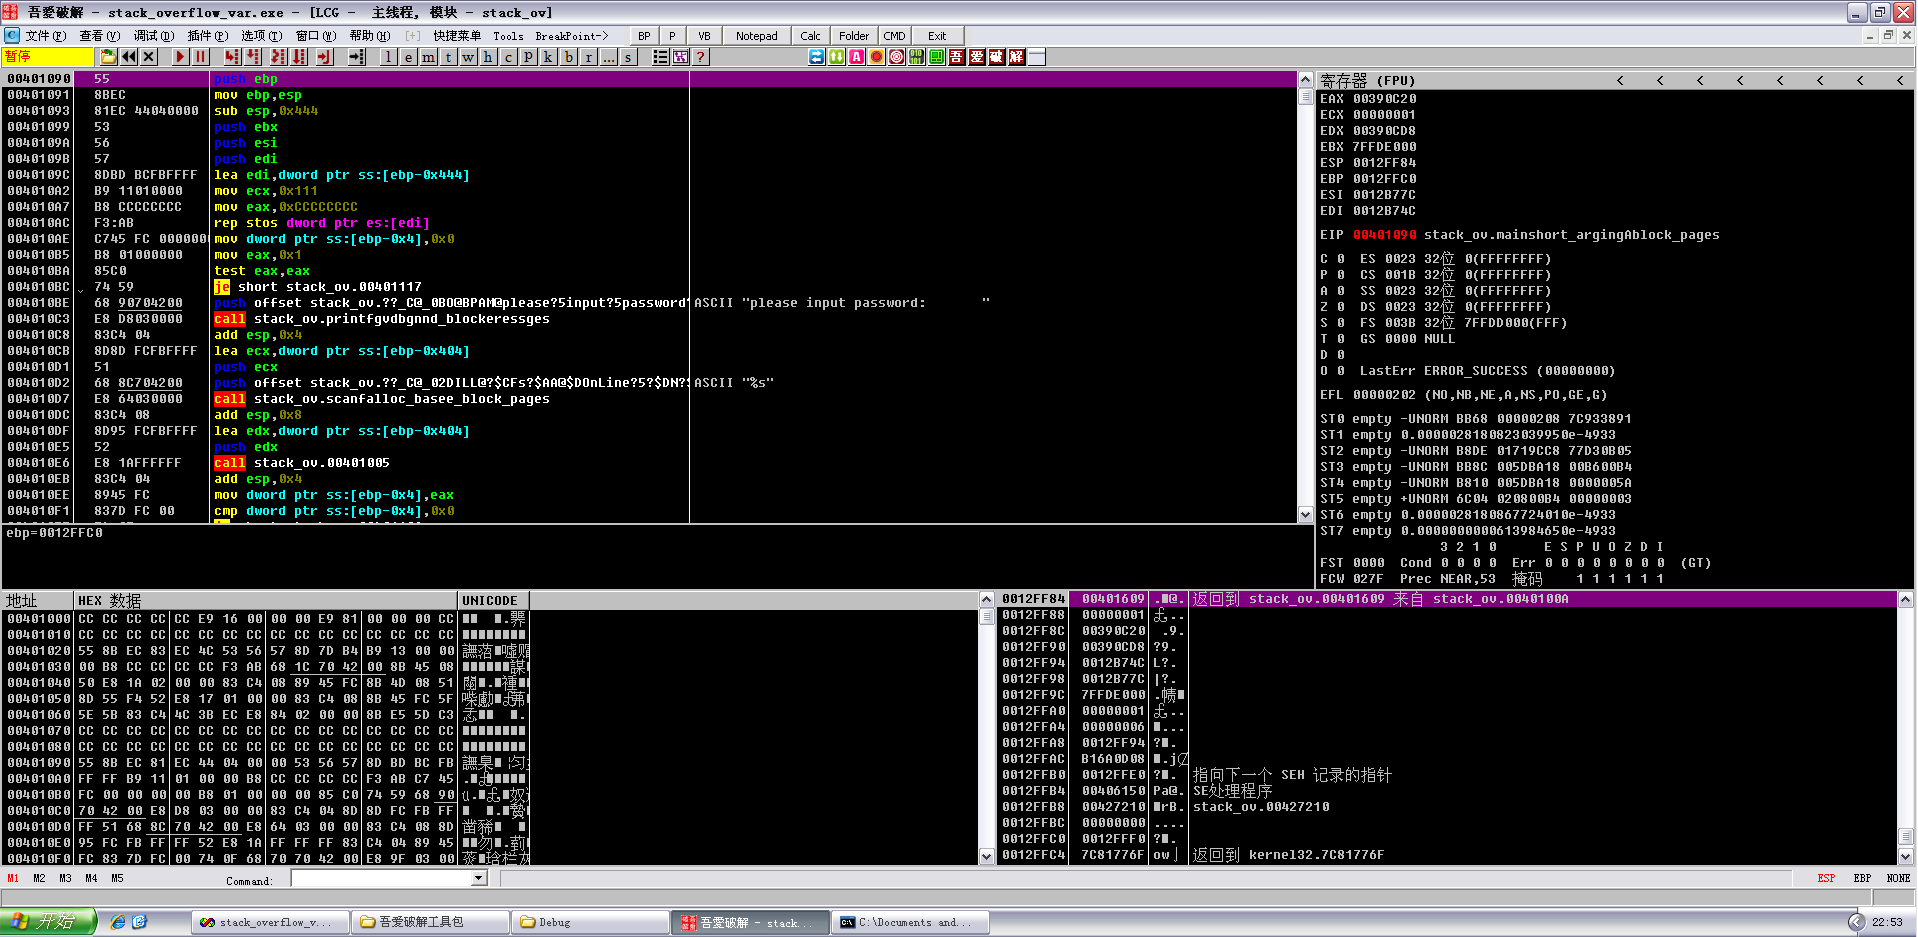 吾爱破解 - stack_overflow_var.exe - [LCG - 主线程, 模块 - stack_ov]
文件(F) 查看(V) 调试(D) 插件(P) 选项(T) 窗口(W) 帮助(H) [+] 快捷菜单 Tools BreakPoint-> BP P VB Notepad Calc Folder CMD Exit
暂停 l e m t w h c P k b r ... s ? 吾 爱 破 解
00401090 55 push ebp
00401091 8BEC mov ebp,esp
00401093 81EC 44040000 sub esp,0x444
00401099 53 push ebx
0040109A 56 push esi
0040109B 57 push edi
0040109C 8DBD BCFBFFFF lea edi,dword ptr ss:[ebp-0x444]
004010A2 B9 11010000 mov ecx,0x111
004010A7 B8 CCCCCCCC mov eax,0xCCCCCCCC
004010AC F3:AB rep stos dword ptr es:[edi]
004010AE C745 FC 0000000 mov dword ptr ss:[ebp-0x4],0x0
004010B5 B8 01000000 mov eax,0x1
004010BA 85C0 test eax,eax
004010BC 74 59 je short stack_ov.00401117
004010BE 68 90704200 push offset stack_ov.??_C@_0BO@BPAM@please?5input?5password? ASCII "please input password:       "
004010C3 E8 D8030000 call stack_ov.printfgvdbgnnd_blockeressges
004010C8 83C4 04 add esp,0x4
004010CB 8D8D FCFBFFFF lea ecx,dword ptr ss:[ebp-0x404]
004010D1 51 push ecx
004010D2 68 8C704200 push offset stack_ov.??_C@_02DILL@?$CFs?$AA@$DOnLine?5?$DN?$ ASCII "%s"
004010D7 E8 64030000 call stack_ov.scanfalloc_basee_block_pages
004010DC 83C4 08 add esp,0x8
004010DF 8D95 FCFBFFFF lea edx,dword ptr ss:[ebp-0x404]
004010E5 52 push edx
004010E6 E8 1AFFFFFF call stack_ov.00401005
004010EB 83C4 04 add esp,0x4
004010EE 8945 FC mov dword ptr ss:[ebp-0x4],eax
004010F1 837D FC 00 cmp dword ptr ss:[ebp-0x4],0x0
ebp=0012FFC0
寄存器 (FPU) < < < < < < < <
EAX 00390C20
ECX 00000001
EDX 00390CD8
EBX 7FFDE000
ESP 0012FF84
EBP 0012FFC0
ESI 0012B77C
EDI 0012B74C
EIP 00401090 stack_ov.mainshort_argingAblock_pages
C 0 ES 0023 32位 0(FFFFFFFF)
P 0 CS 001B 32位 0(FFFFFFFF)
A 0 SS 0023 32位 0(FFFFFFFF)
Z 0 DS 0023 32位 0(FFFFFFFF)
S 0 FS 003B 32位 7FFDD000(FFF)
T 0 GS 0000 NULL
D 0
O 0 LastErr ERROR_SUCCESS (00000000)
EFL 00000202 (NO,NB,NE,A,NS,PO,GE,G)
ST0 empty -UNORM BB68 00000208 7C933891
ST1 empty 0.0000028180823039950e-4933
ST2 empty -UNORM B8DE 01719CC8 77D30B05
ST3 empty -UNORM BB8C 005DBA18 00B600B4
ST4 empty -UNORM B810 005DBA18 0000005A
ST5 empty +UNORM 6C04 020800B4 00000003
ST6 empty 0.0000028180867724010e-4933
ST7 empty 0.0000000000613984650e-4933
3 2 1 0 E S P U O Z D I
FST 0000 Cond 0 0 0 0 Err 0 0 0 0 0 0 0 0 (GT)
FCW 027F Prec NEAR,53 掩码 1 1 1 1 1 1
地址 HEX 数据 UNICODE
00401000 CC CC CC CC CC E9 16 00 00 00 E9 81 00 00 00 CC
00401010 CC CC CC CC CC CC CC CC CC CC CC CC CC CC CC CC
00401020 55 8B EC 83 EC 4C 53 56 57 8D 7D B4 B9 13 00 00
00401030 00 B8 CC CC CC CC F3 AB 68 1C 70 42 00 8B 45 08
00401040 50 E8 1A 02 00 00 83 C4 08 89 45 FC 8B 4D 08 51
00401050 8D 55 F4 52 E8 17 01 00 00 83 C4 08 8B 45 FC 5F
00401060 5E 5B 83 C4 4C 3B EC E8 84 02 00 00 8B E5 5D C3
00401070 CC CC CC CC CC CC CC CC CC CC CC CC CC CC CC CC
00401080 CC CC CC CC CC CC CC CC CC CC CC CC CC CC CC CC
00401090 55 8B EC 81 EC 44 04 00 00 53 56 57 8D BD BC FB
004010A0 FF FF B9 11 01 00 00 B8 CC CC CC CC F3 AB C7 45
004010B0 FC 00 00 00 00 B8 01 00 00 00 85 C0 74 59 68 90
004010C0 70 42 00 E8 D8 03 00 00 83 C4 04 8D 8D FC FB FF
004010D0 FF 51 68 8C 70 42 00 E8 64 03 00 00 83 C4 08 8D
004010E0 95 FC FB FF FF 52 E8 1A FF FF FF 83 C4 04 89 45
004010F0 FC 83 7D FC 00 74 0F 68 70 70 42 00 E8 9F 03 00
0012FF84 00401609 返回到 stack_ov.00401609 来自 stack_ov.0040100A
0012FF88 00000001
0012FF8C 00390C20 .9.
0012FF90 00390CD8 ?9.
0012FF94 0012B74C L?.
0012FF98 0012B77C |?.
0012FF9C 7FFDE000
0012FFA0 00000001
0012FFA4 00000006
0012FFA8 0012FF94
0012FFAC B16A0D08
0012FFB0 0012FFE0 指向下一个 SEH 记录的指针
0012FFB4 00406150 Pa@. SE处理程序
0012FFB8 00427210 rB. stack_ov.00427210
0012FFBC 00000000 ....
0012FFC0 0012FFF0
0012FFC4 7C81776F 返回到 kernel32.7C81776F
M1 M2 M3 M4 M5 Command: ESP EBP NONE
开始 stack_overflow_v... 吾爱破解工具包 Debug 吾爱破解 - stack... C:\Documents and... 22:53